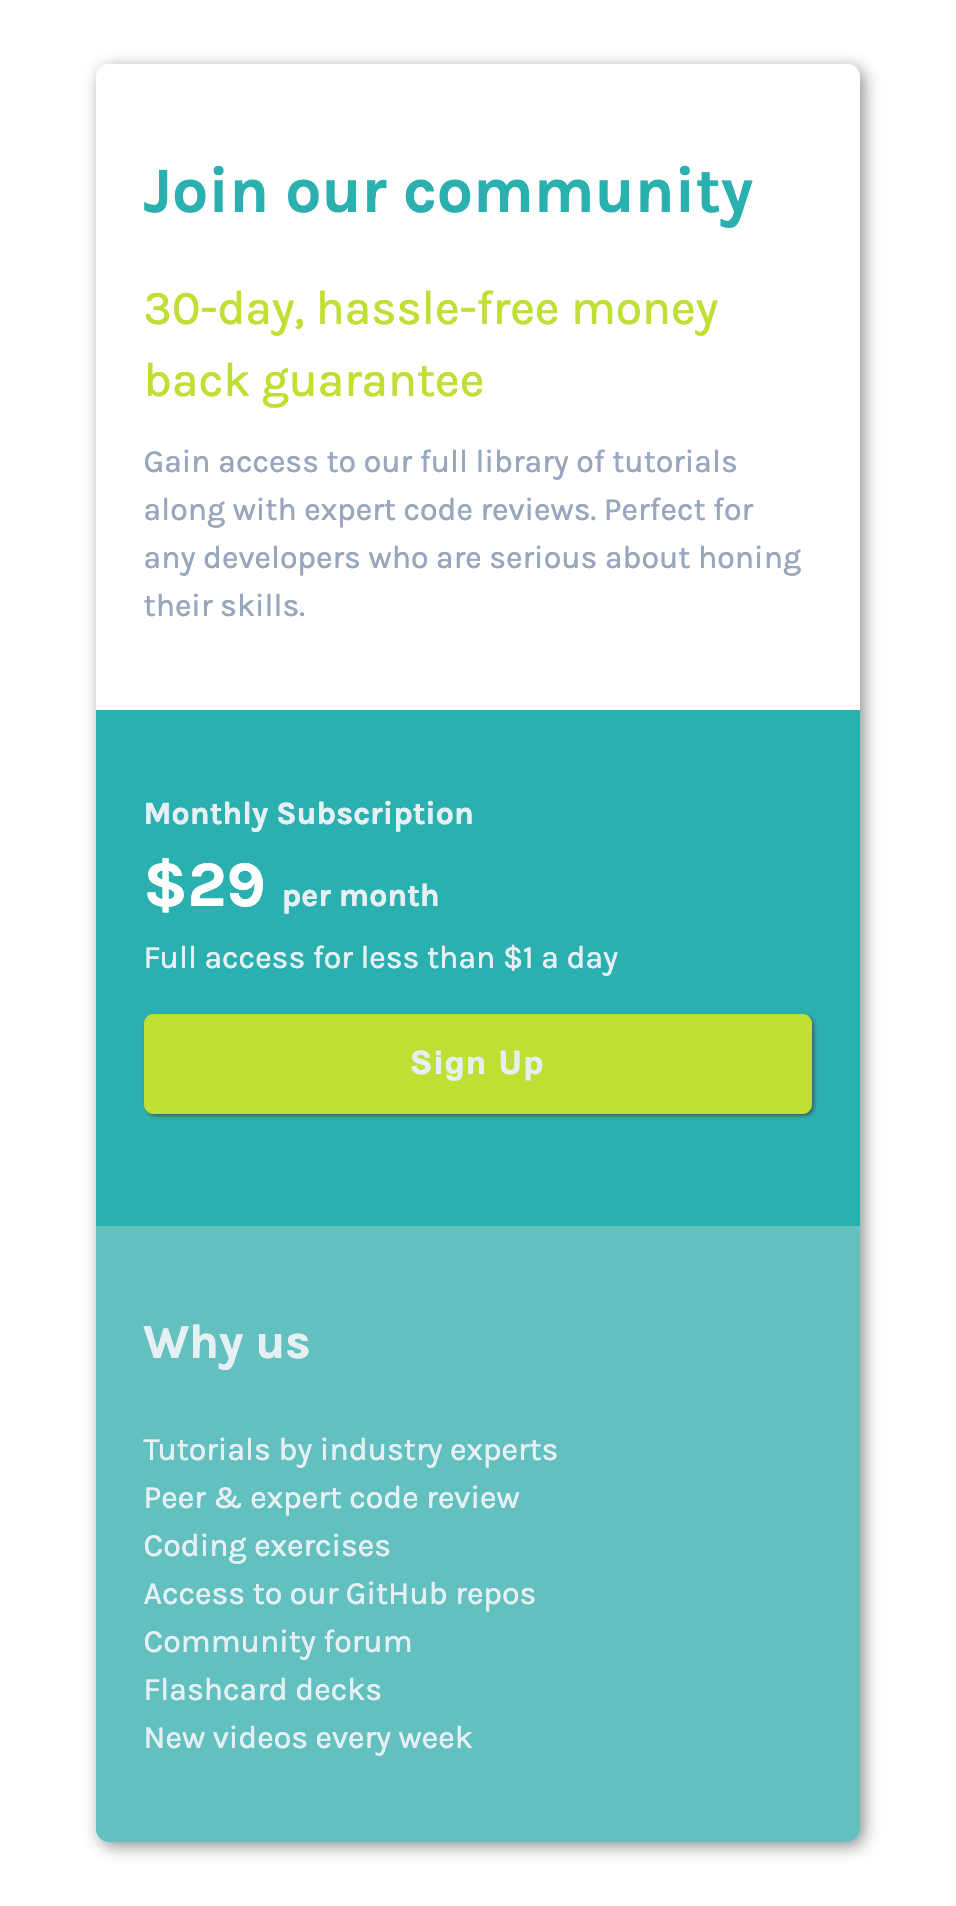 Join our community
30-day, hassle-free money
back guarantee
Gain access to our full library of tutorials
along with expert code reviews. Perfect for
any developers who are serious about honing
their skills.
Monthly Subscription
$29 per month
Full access for less than $1 a day
Sign Up
Why us
Tutorials by industry experts
Peer & expert code review
Coding exercises
Access to our GitHub repos
Community forum
Flashcard decks
New videos every week